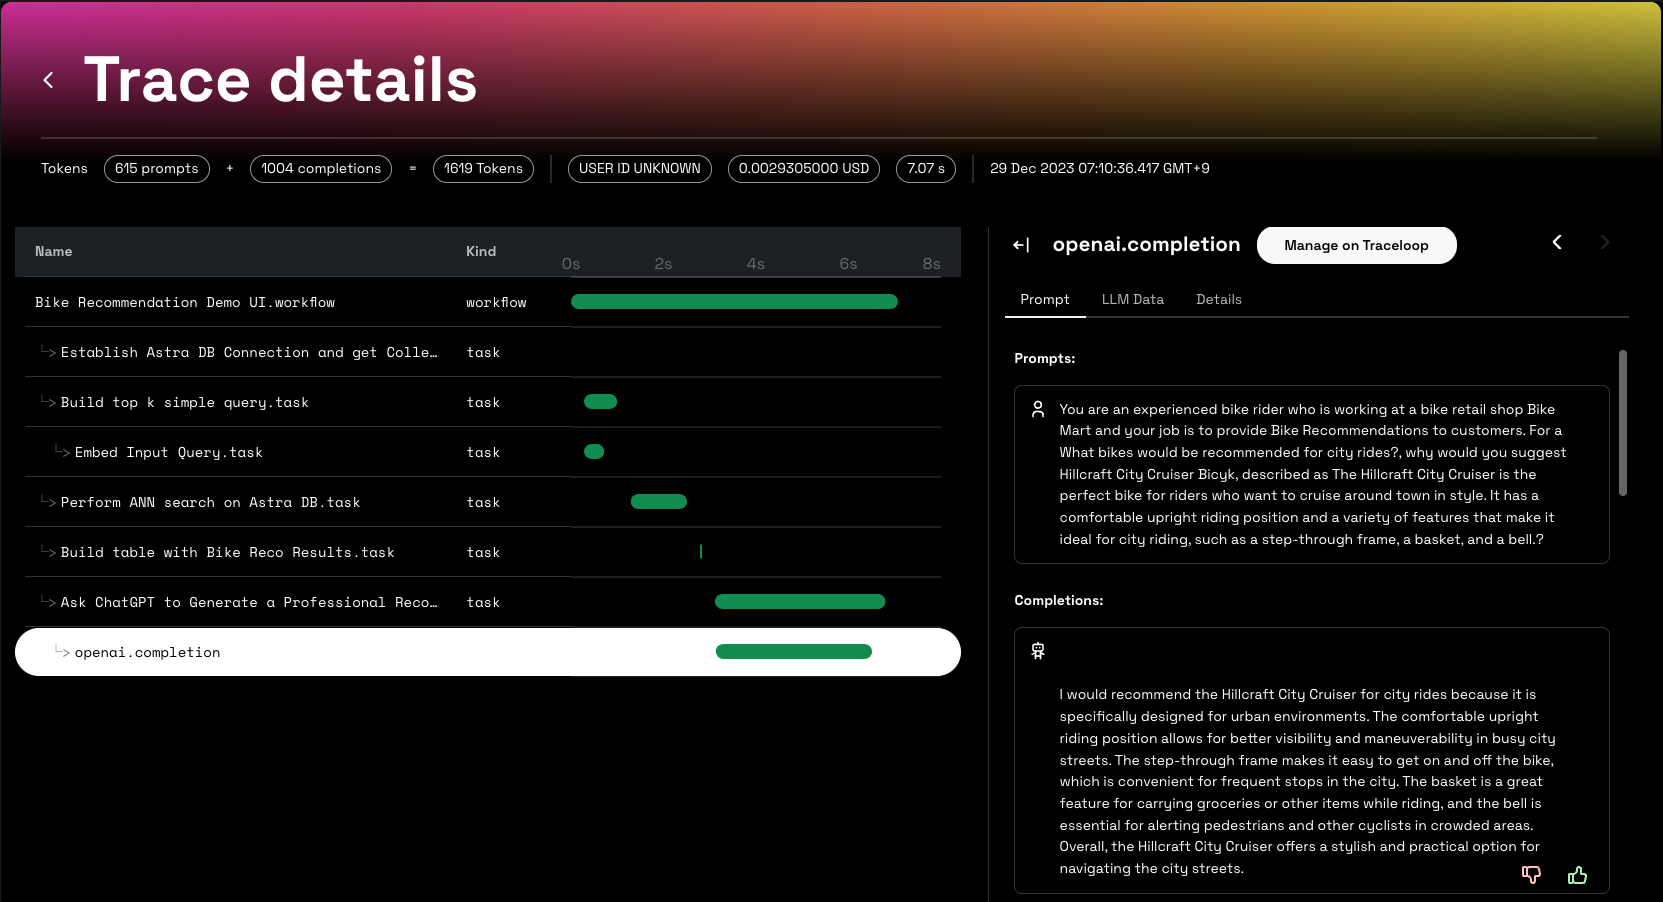 Trace details
Tokens 615 prompts + 1004 completions = 1619 Tokens USER ID UNKNOWN 0.0029305000 USD 7.07 s 29 Dec 2023 07:10:36.417 GMT+9
Name Kind 0s 2s 4s 6s 8s
Bike Recommendation Demo UI.workflow workflow
Establish Astra DB Connection and get Colle… task
Build top k simple query.task task
Embed Input Query.task task
Perform ANN search on Astra DB.task task
Build table with Bike Reco Results.task task
Ask ChatGPT to Generate a Professional Reco… task
openai.completion
openai.completion Manage on Traceloop
Prompt LLM Data Details
Prompts:
You are an experienced bike rider who is working at a bike retail shop Bike
Mart and your job is to provide Bike Recommendations to customers. For a
What bikes would be recommended for city rides?, why would you suggest
Hillcraft City Cruiser Bicyk, described as The Hillcraft City Cruiser is the
perfect bike for riders who want to cruise around town in style. It has a
comfortable upright riding position and a variety of features that make it
ideal for city riding, such as a step-through frame, a basket, and a bell.?
Completions:
I would recommend the Hillcraft City Cruiser for city rides because it is
specifically designed for urban environments. The comfortable upright
riding position allows for better visibility and maneuverability in busy city
streets. The step-through frame makes it easy to get on and off the bike,
which is convenient for frequent stops in the city. The basket is a great
feature for carrying groceries or other items while riding, and the bell is
essential for alerting pedestrians and other cyclists in crowded areas.
Overall, the Hillcraft City Cruiser offers a stylish and practical option for
navigating the city streets.